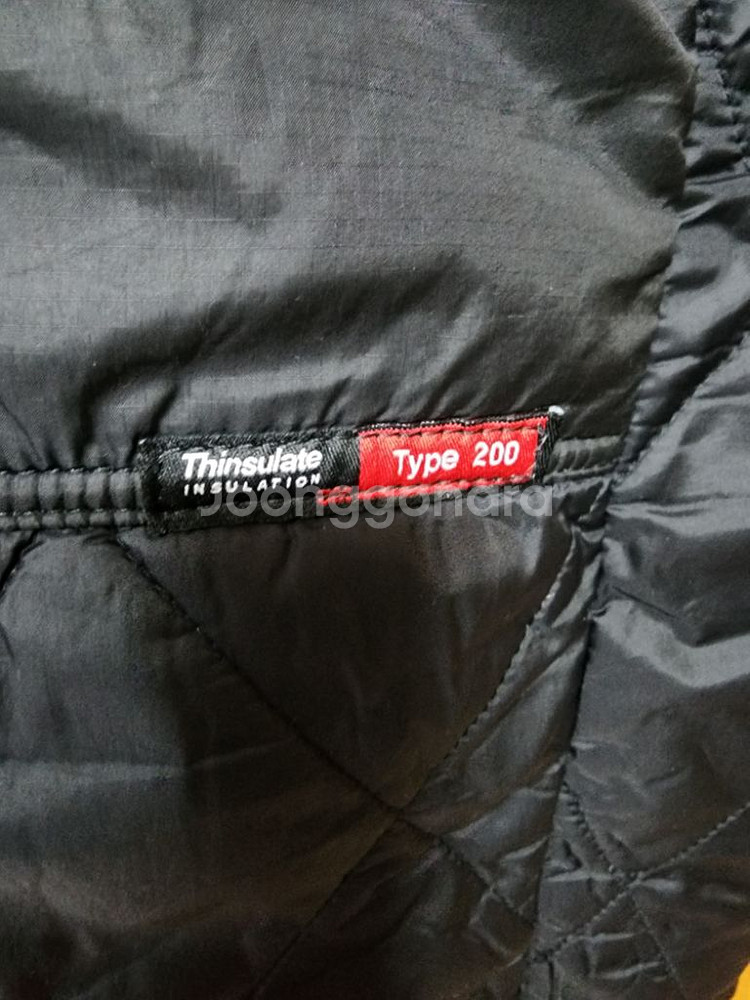 Thinsulate Type 200
INSULATION
Joonggonara